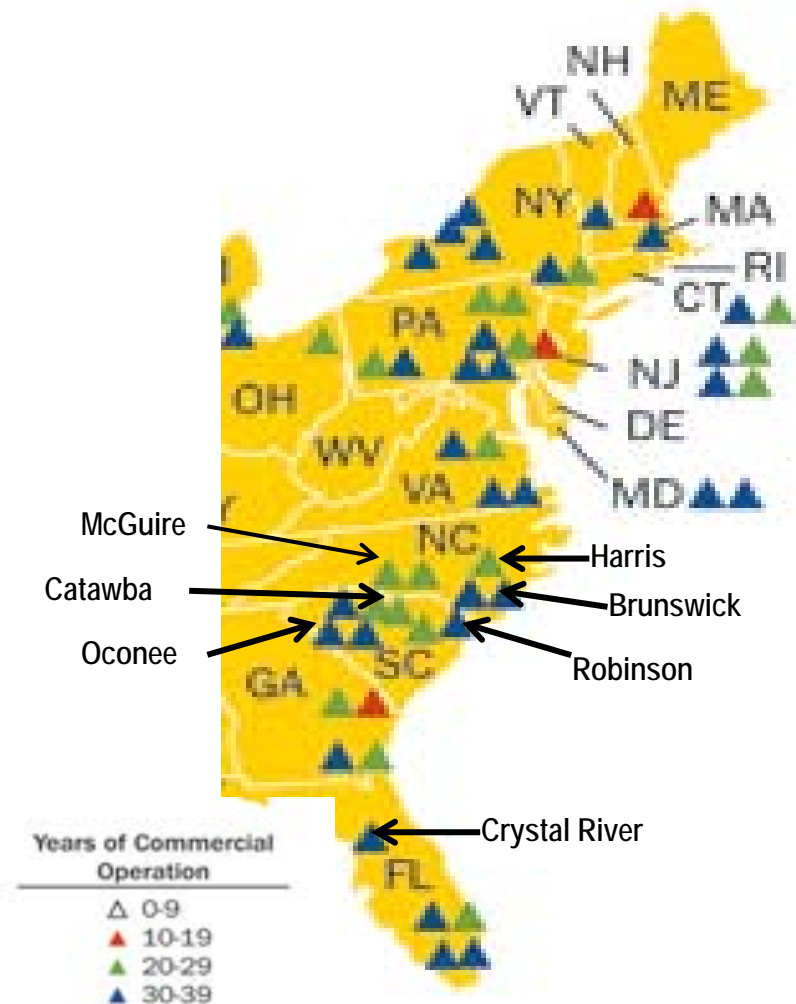 NH
VT
ME
NY
MA
RI
CT
PA
NJ
OH
DE
WV
VA
MD
McGuire
NC
Harris
Catawba
Brunswick
Oconee
Robinson
SC
GA
Crystal River
FL
Years of Commercial
Operation
0-9
10-19
20-29
30-39